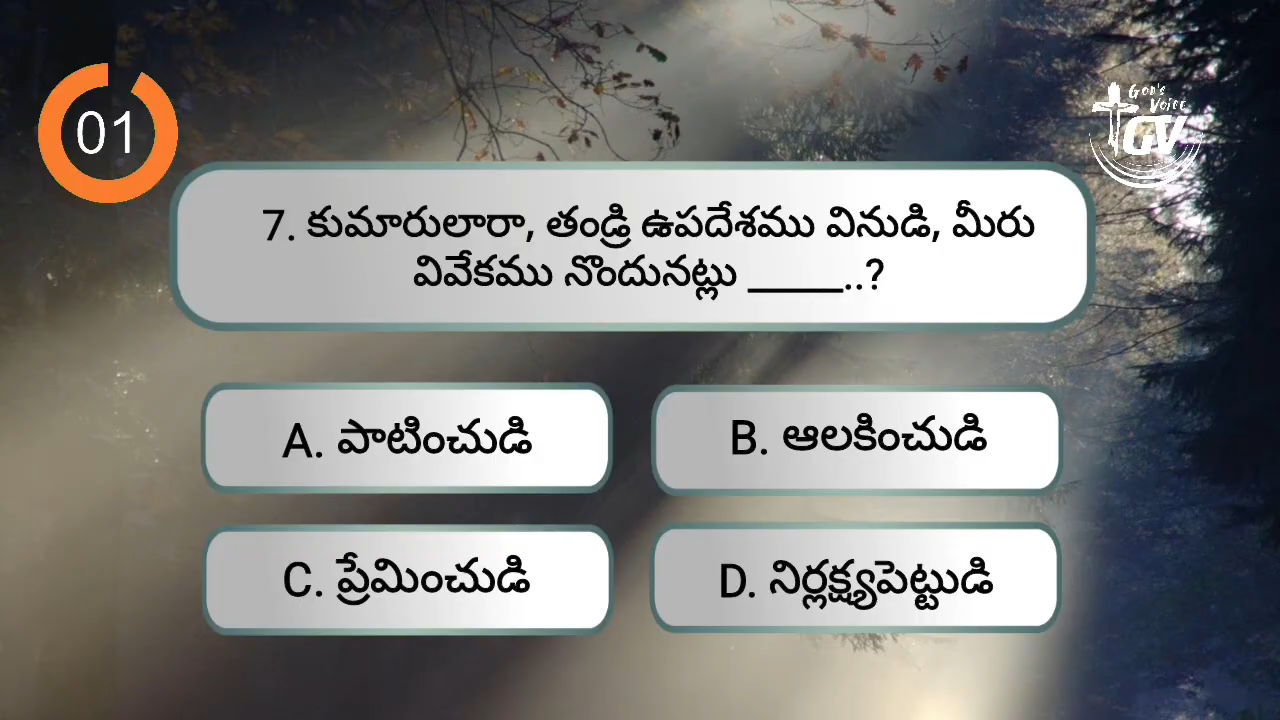 01
God's
Voice
GV
7. కుమారులారా, తండ్రి ఉపదేశము వినుడి, మీరు
వివేకము నొందునట్లు _____..?
A. పాటించుడి
B. ఆలకించుడి
C. ప్రేమించుడి
D. నిర్లక్ష్యపెట్టుడి